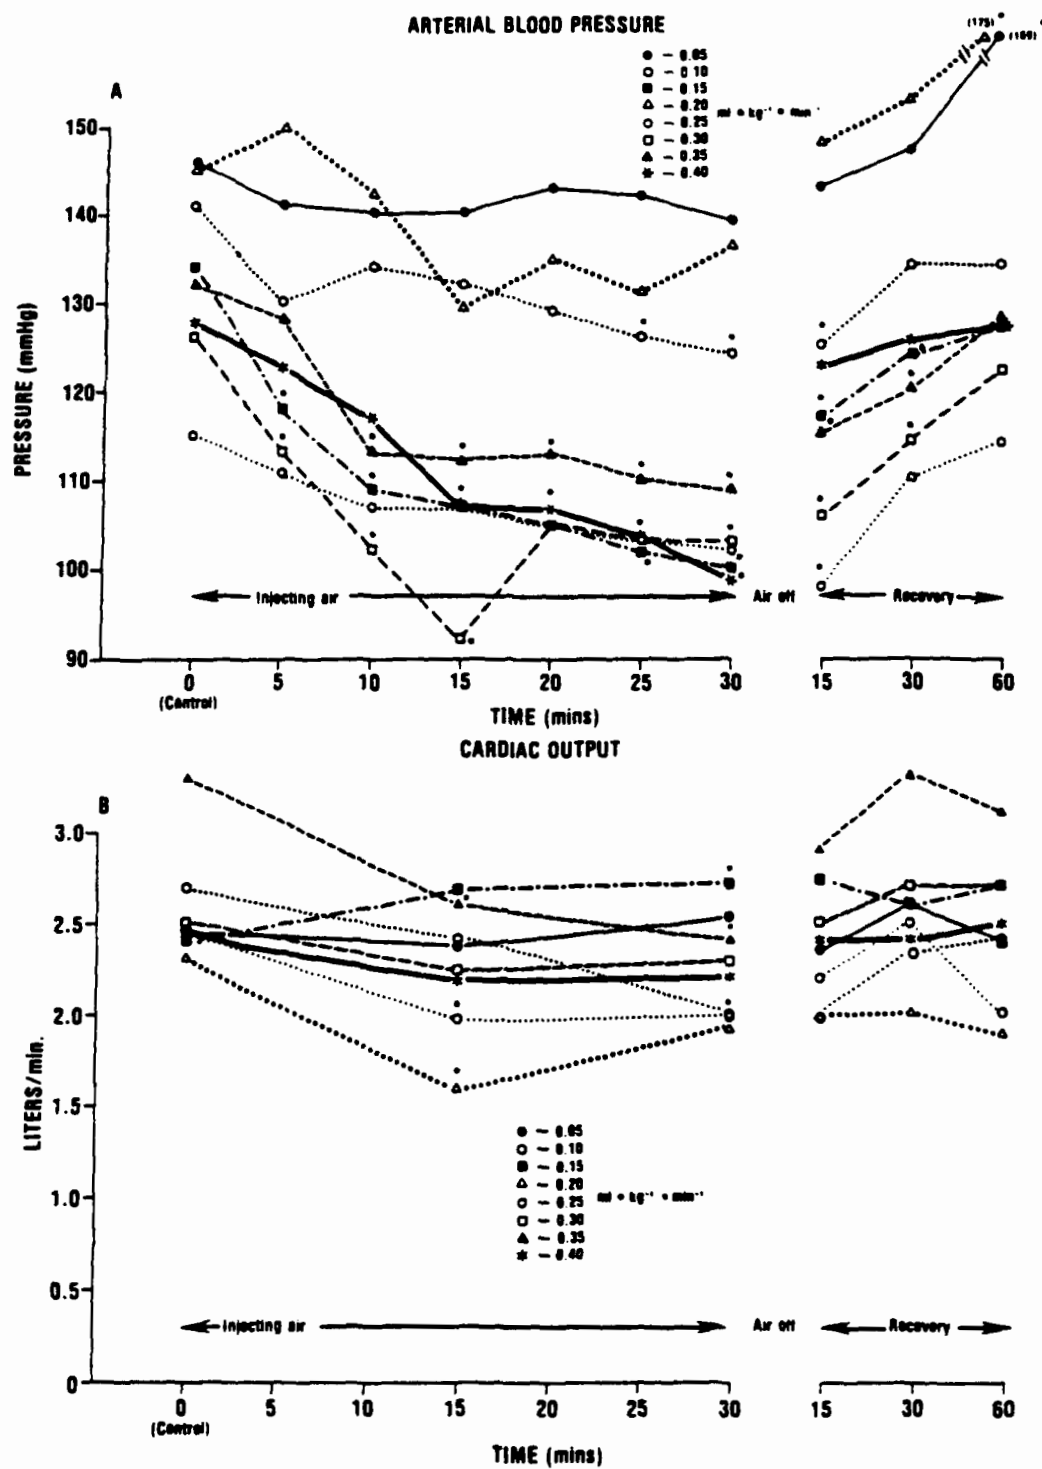 ARTERIAL BLOOD PRESSURE
(175)
(169)
A
● – 0.05
○ – 0.10
■ – 0.15
△ – 0.20
○ – 0.25
□ – 0.30
▲ – 0.35
✶ – 0.40
150
140
130
120
110
100
90
PRESSURE (mmHg)
Injecting air
Air off
Recovery
0 5 10 15 20 25 30 15 30 60
(Control)
TIME (mins)
CARDIAC OUTPUT
B
3.0
2.5
2.0
1.5
1.0
0.5
0
LITERS/min.
● – 0.05
○ – 0.10
■ – 0.15
△ – 0.20
○ – 0.25
□ – 0.30
▲ – 0.35
✶ – 0.40
ml • kg⁻¹ • min⁻¹
Injecting air
Air off
Recovery
0 5 10 15 20 25 30 15 30 60
(Control)
TIME (mins)